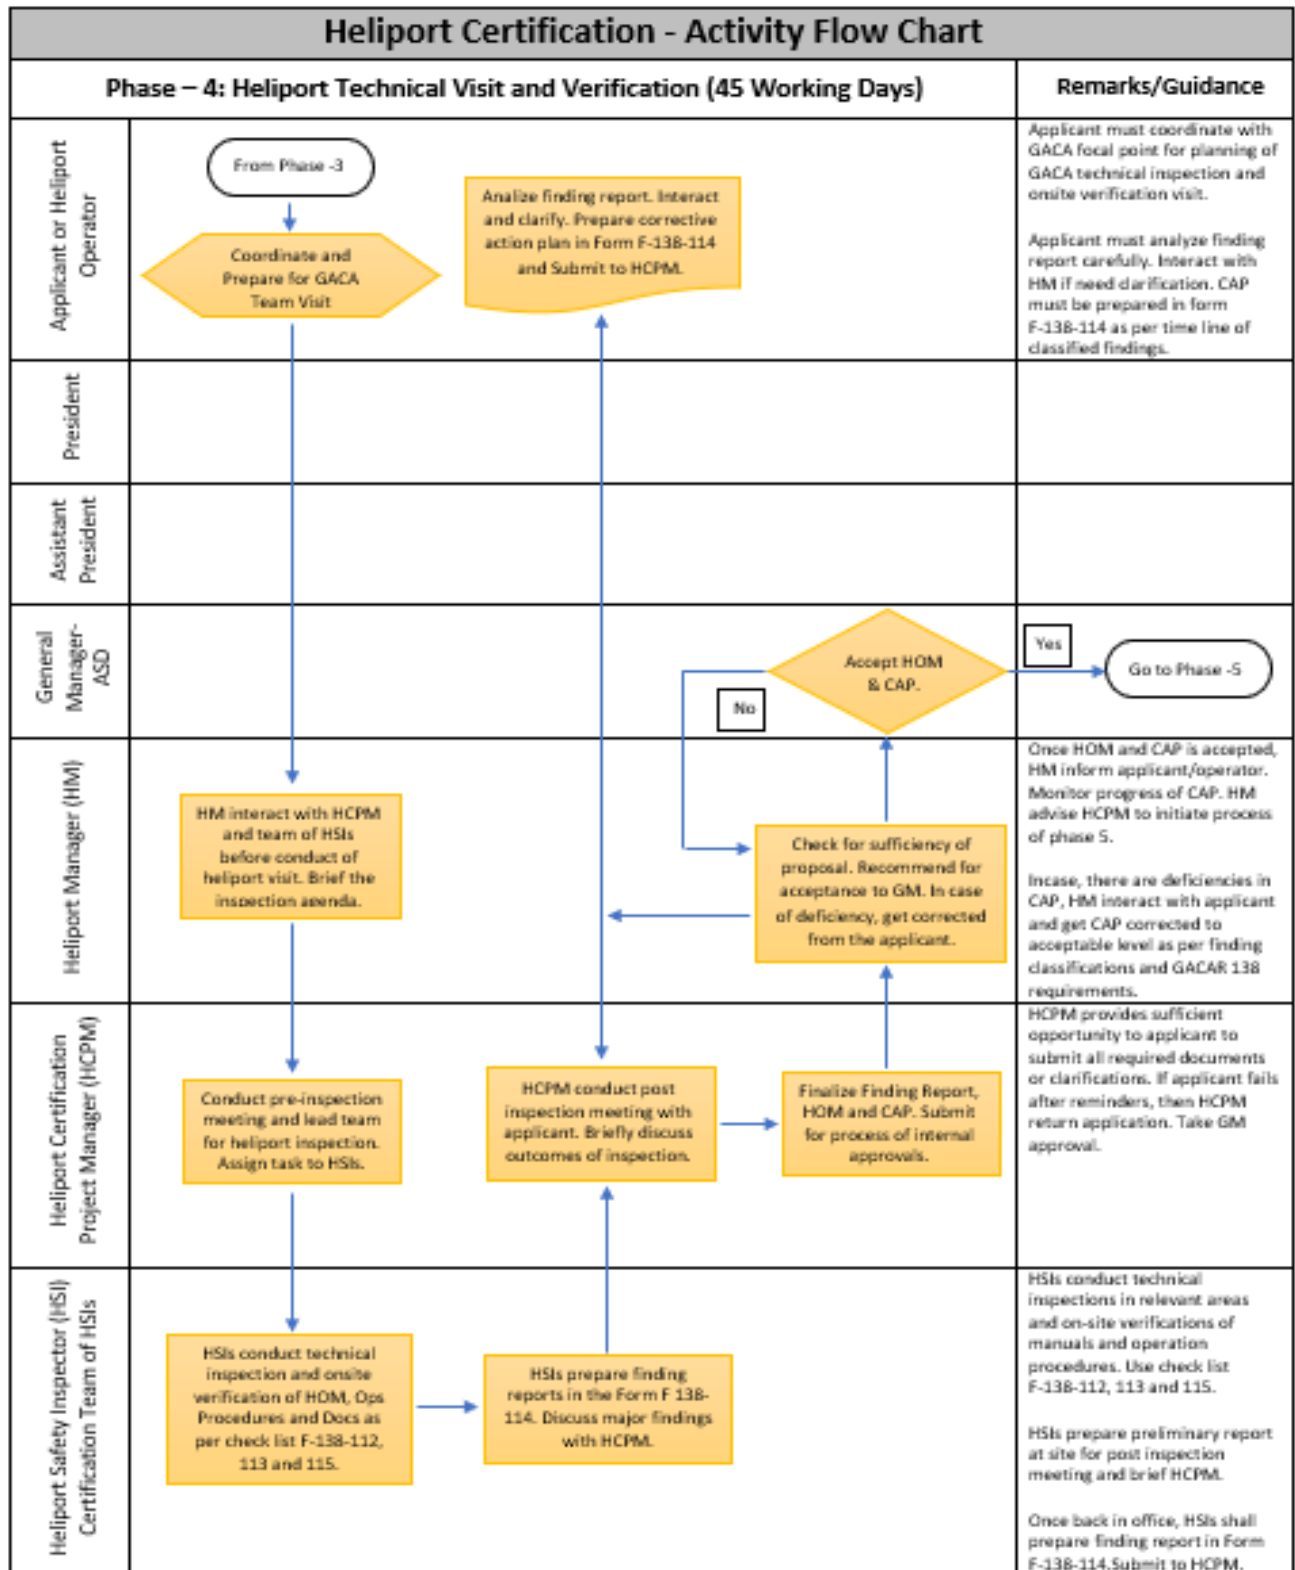 Heliport Certification - Activity Flow Chart
Phase – 4: Heliport Technical Visit and Verification (45 Working Days)
Remarks/Guidance
Applicant or Heliport
Operator
From Phase -3
Coordinate and
Prepare for GACA
Team Visit
Analize finding report. Interact
and clarify. Prepare corrective
action plan in Form F-138-114
and Submit to HCPM.
Applicant must coordinate with
GACA focal point for planning of
GACA technical inspection and
onsite verification visit.
Applicant must analyze finding
report carefully. Interact with
HM if need clarification. CAP
must be prepared in form
F-138-114 as per time line of
classified findings.
President
Assistant
President
General
Manager-
ASD
Accept HOM
& CAP.
Yes
No
Go to Phase -5
Heliport Manager (HM)
HM interact with HCPM
and team of HSIs
before conduct of
heliport visit. Brief the
inspection agenda.
Check for sufficiency of
proposal. Recommend for
acceptance to GM. In case
of deficiency, get corrected
from the applicant.
Once HOM and CAP is accepted,
HM inform applicant/operator.
Monitor progress of CAP. HM
advise HCPM to initiate process
of phase 5.
Incase, there are deficiencies in
CAP, HM interact with applicant
and get CAP corrected to
acceptable level as per finding
classifications and GACAR 138
requirements.
Heliport Certification
Project Manager (HCPM)
Conduct pre-inspection
meeting and lead team
for heliport inspection.
Assign task to HSIs.
HCPM conduct post
inspection meeting with
applicant. Briefly discuss
outcomes of inspection.
Finalize Finding Report,
HOM and CAP. Submit
for process of internal
approvals.
HCPM provides sufficient
opportunity to applicant to
submit all required documents
or clarifications. If applicant fails
after reminders, then HCPM
return application. Take GM
approval.
Heliport Safety Inspector (HSI)
Certification Team of HSIs
HSIs conduct technical
inspection and onsite
verification of HOM, Ops
Procedures and Docs as
per check list F-138-112,
113 and 115.
HSIs prepare finding
reports in the Form F 138-
114. Discuss major findings
with HCPM.
HSIs conduct technical
inspections in relevant areas
and on-site verifications of
manuals and operation
procedures. Use check list
F-138-112, 113 and 115.
HSIs prepare preliminary report
at site for post inspection
meeting and brief HCPM.
Once back in office, HSIs shall
prepare finding report in Form
F-138-114.Submit to HCPM.